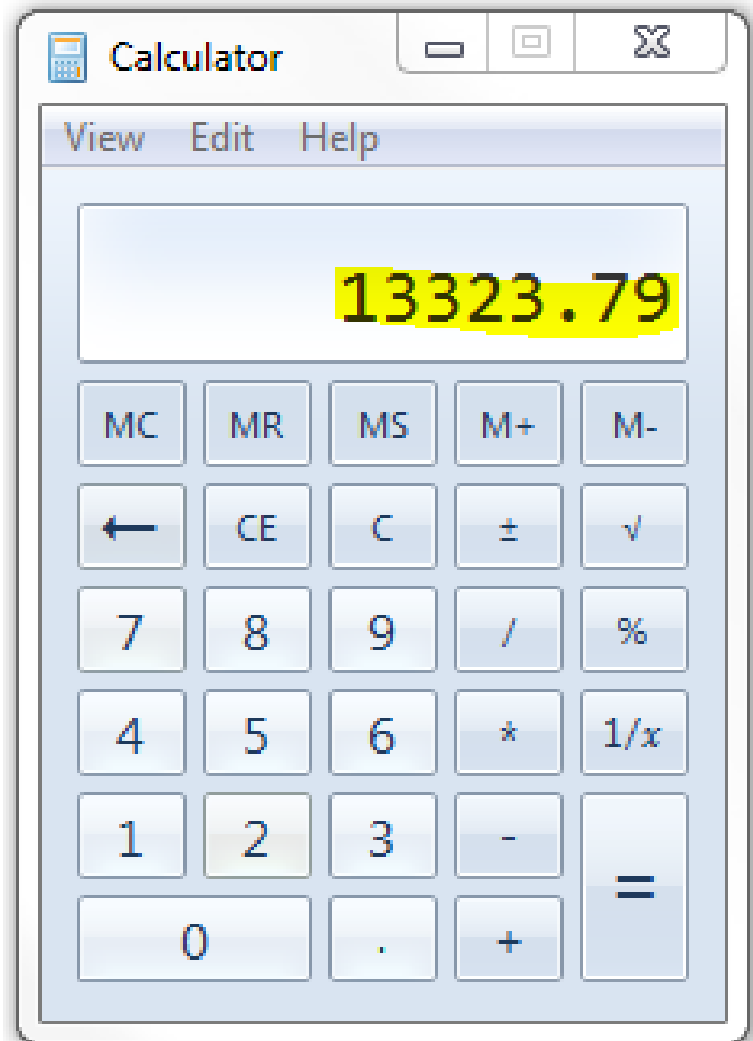 Calculator
View Edit Help
13323.79
MC MR MS M+ M-
← CE C ± √
7 8 9 / %
4 5 6 * 1/x
1 2 3 - =
0 . +